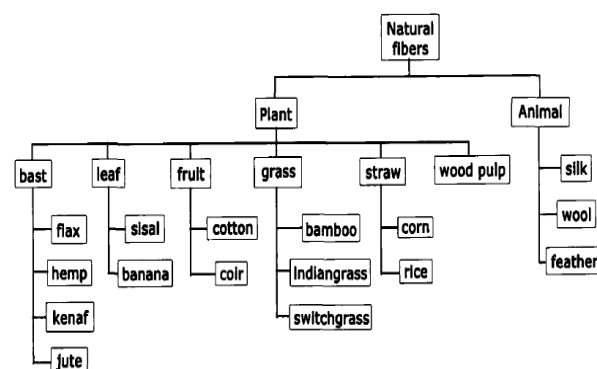 Natural
fibers
Plant
Animal
bast
leaf
fruit
grass
straw
wood pulp
silk
flax
sisal
cotton
bamboo
corn
wool
hemp
banana
coir
Indiangrass
rice
feather
kenaf
switchgrass
jute